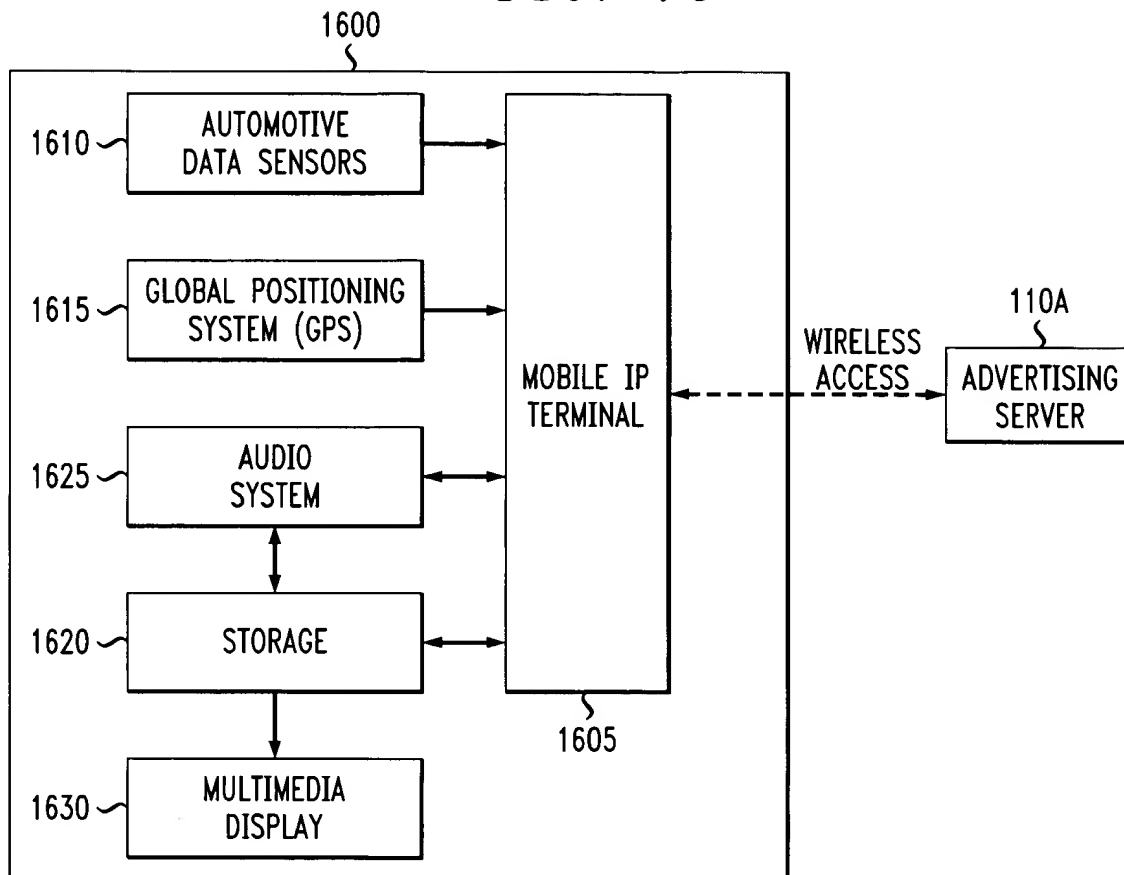 1600
1610
AUTOMOTIVE
DATA SENSORS
1615
GLOBAL POSITIONING
SYSTEM (GPS)
1625
AUDIO
SYSTEM
1620
STORAGE
1630
MULTIMEDIA
DISPLAY
MOBILE IP
TERMINAL
1605
WIRELESS
ACCESS
110A
ADVERTISING
SERVER